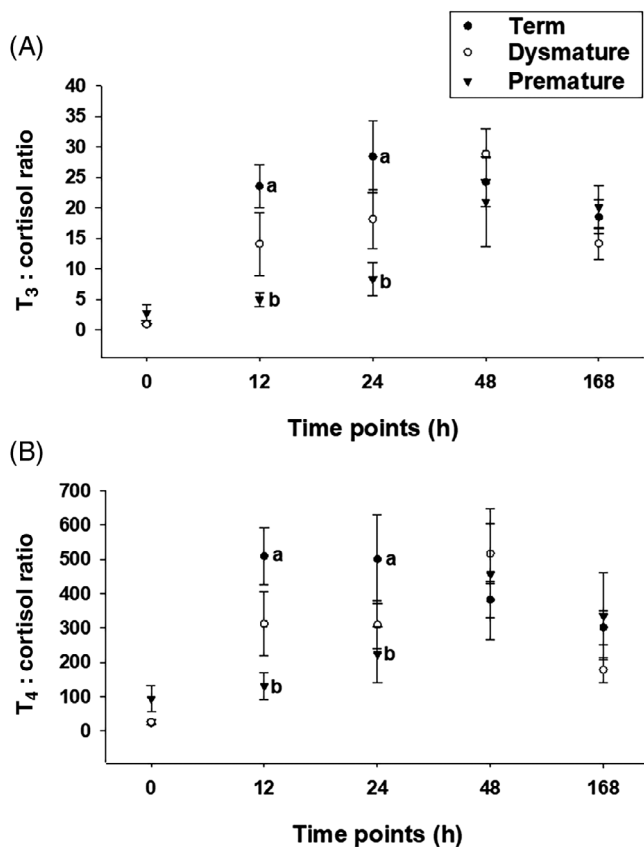 Term
Dysmature
Premature
(A)
T3 : cortisol ratio
40
35
30
25
20
15
10
5
0
a
a
b
b
0 12 24 48 168
Time points (h)
(B)
T4 : cortisol ratio
700
600
500
400
300
200
100
0
a
a
b
b
0 12 24 48 168
Time points (h)